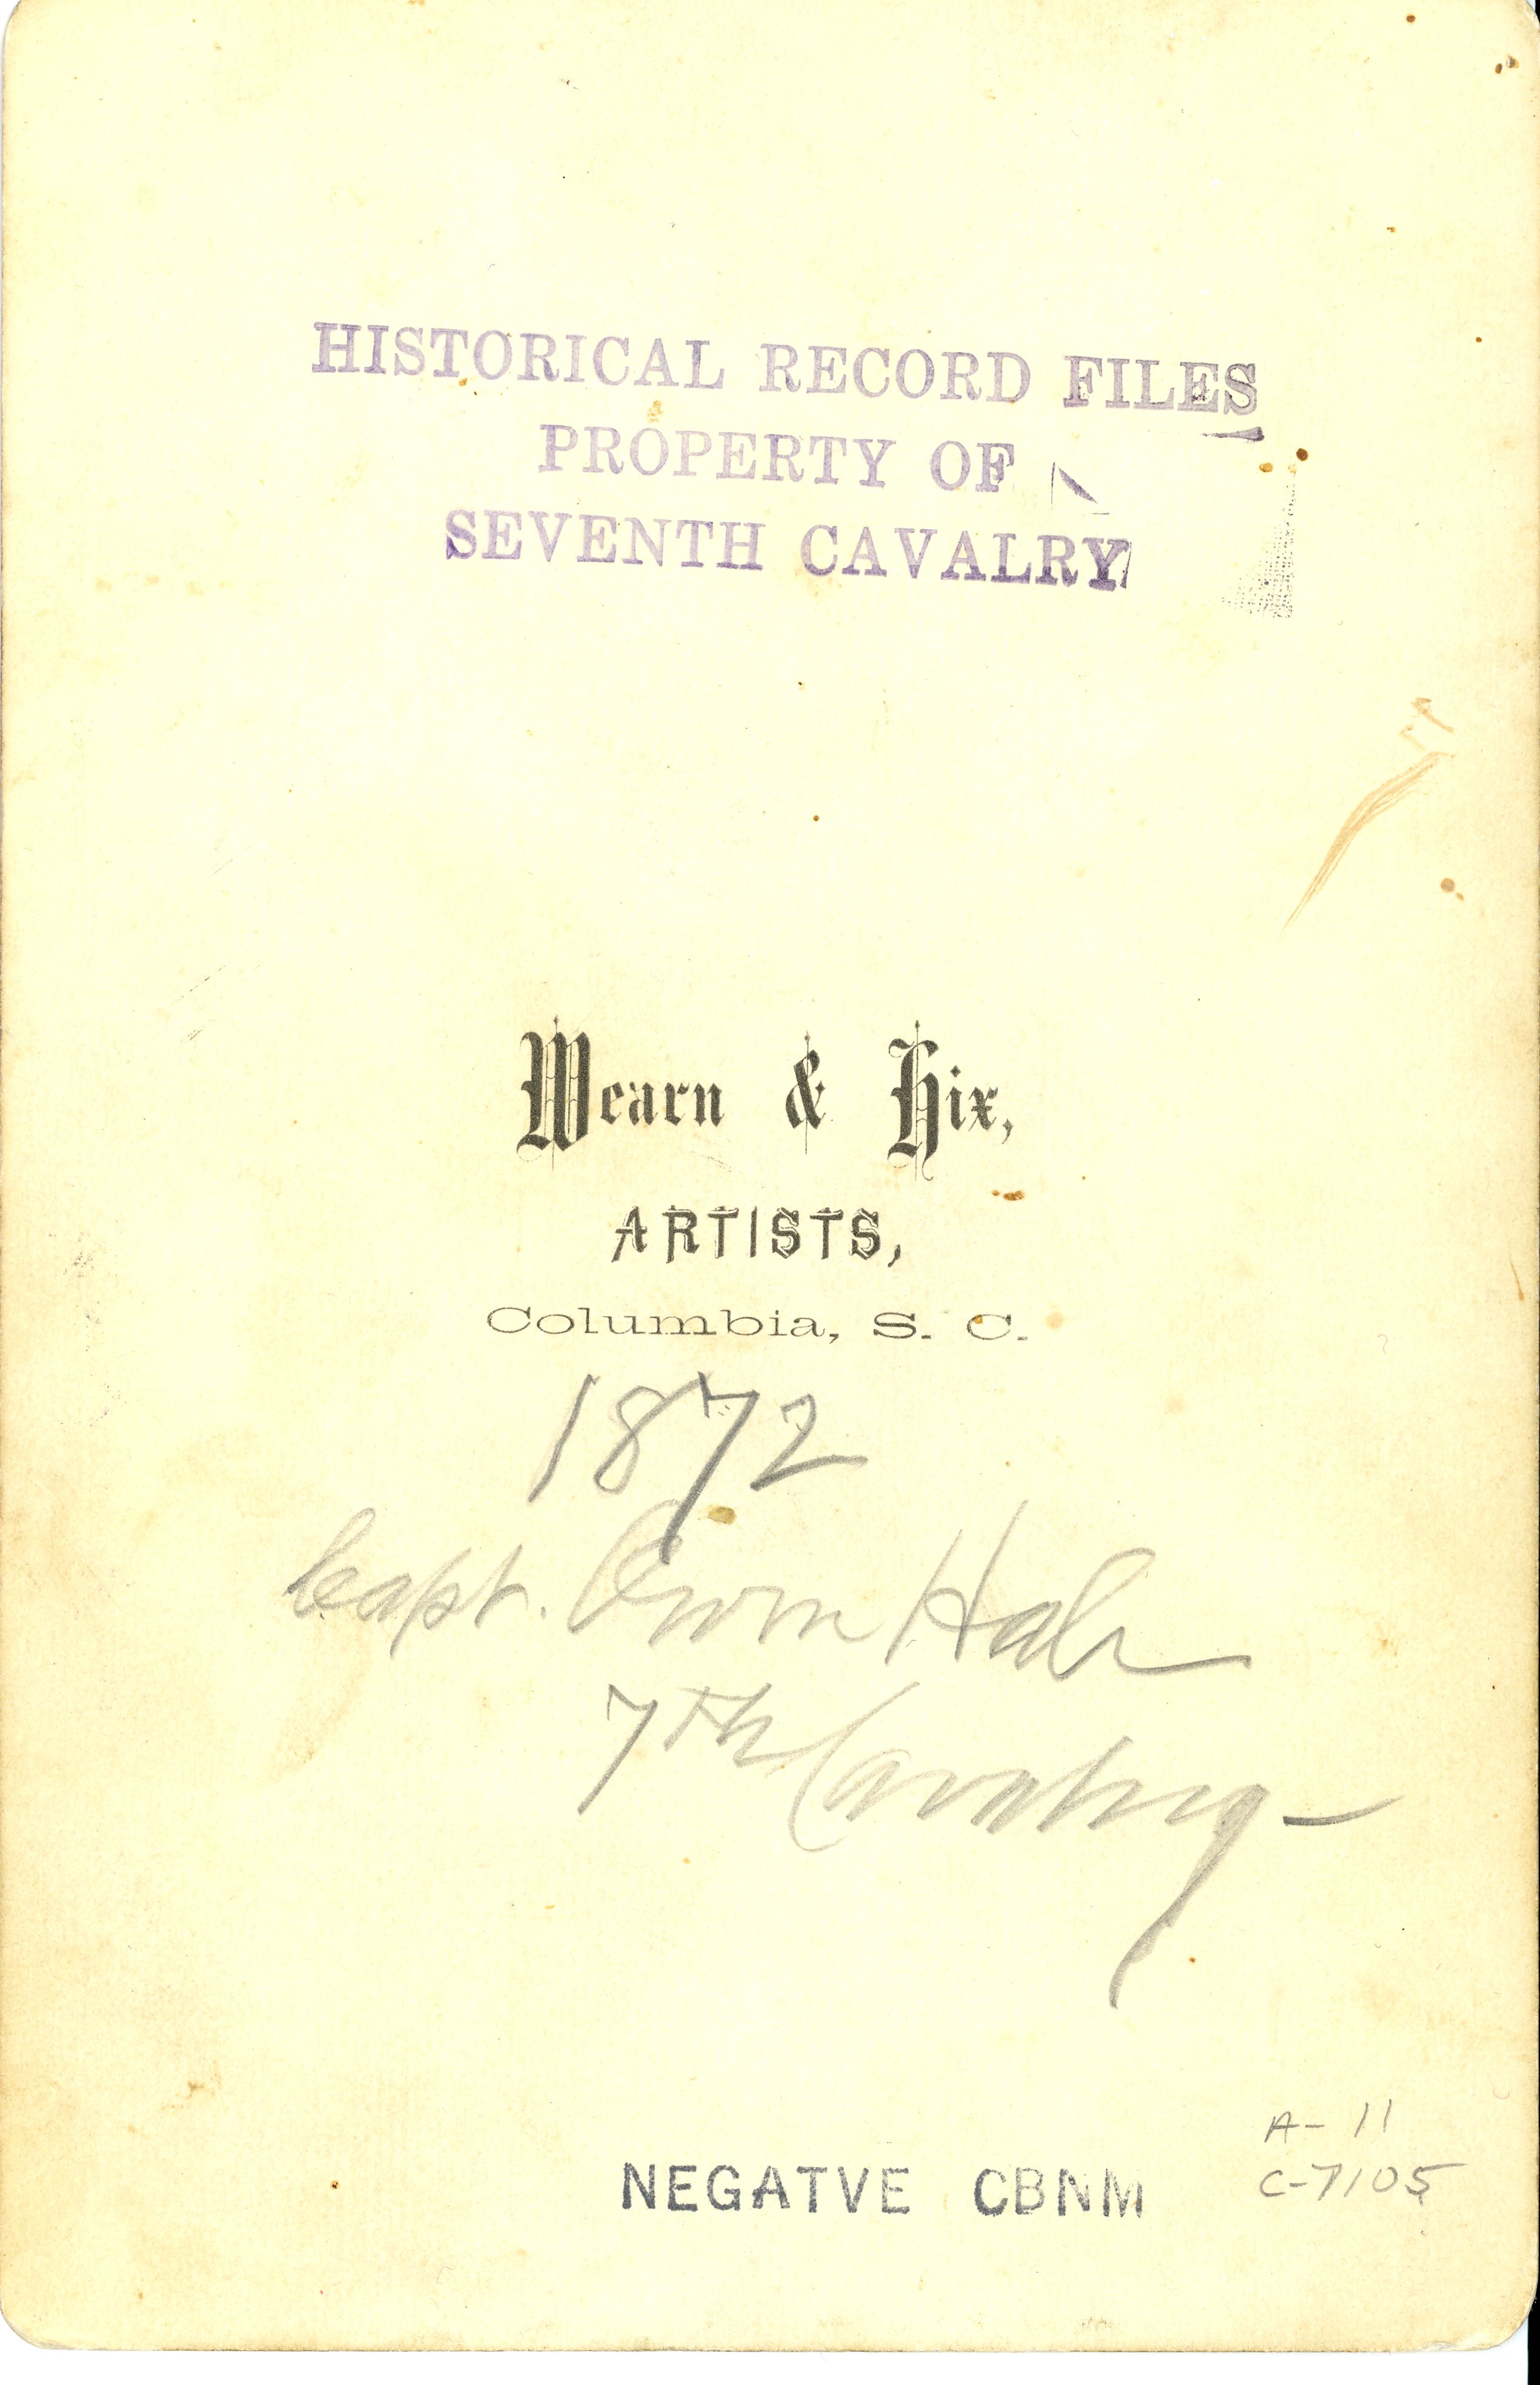 HISTORICAL RECORD FILES
PROPERTY OF
SEVENTH CAVALRY
Wearn & Hix,
ARTISTS,
Columbia, S. C.
1872
Capt. Owen Hale
7th Cavalry
A- 11
NEGATVE CBNM
C-7105